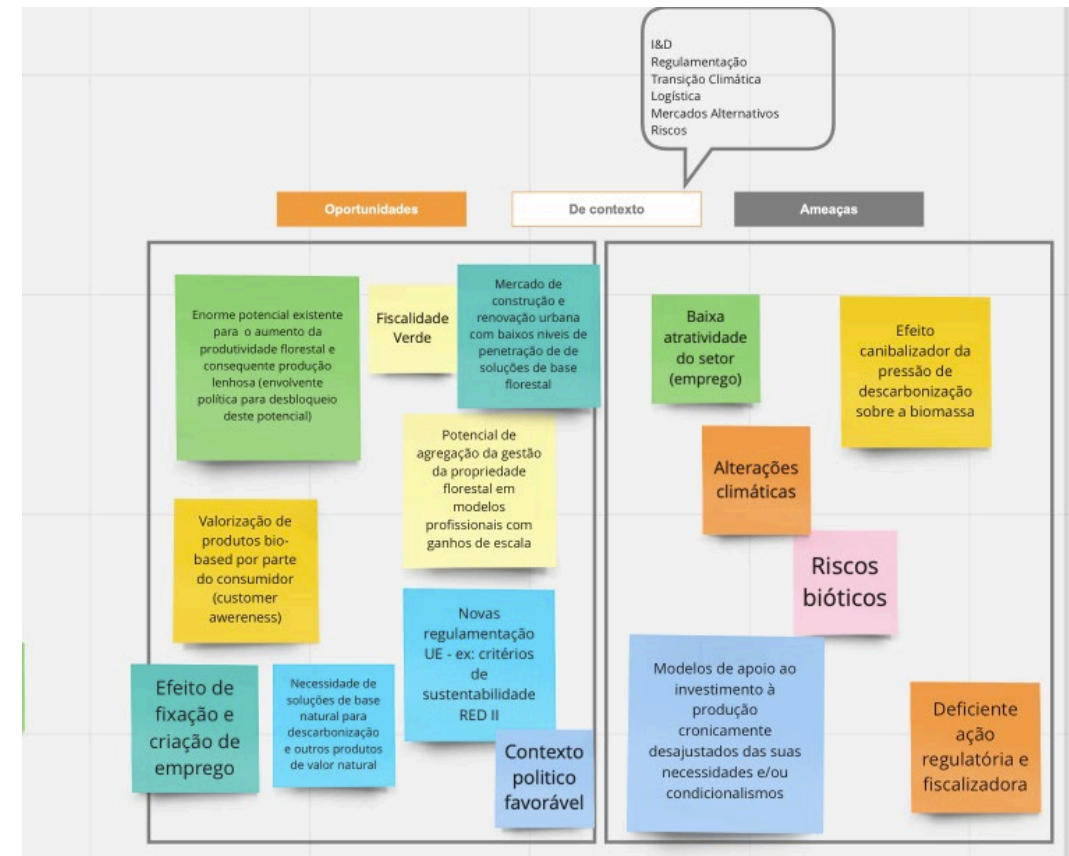 I&D
Regulamentação
Transição Climática
Logística
Mercados Alternativos
Riscos
Oportunidades
De contexto
Ameaças
Enorme potencial existente
para o aumento da
produtividade florestal e
consequente produção
lenhosa (envolvente
política para desbloqueio
deste potencial)
Fiscalidade
Verde
Mercado de
construção e
renovação urbana
com baixos níveis de
penetração de de
soluções de base
florestal
Potencial de
agregação da gestão
da propriedade
florestal em
modelos
profissionais com
ganhos de escala
Valorização de
produtos bio-
based por parte
do consumidor
(customer
awereness)
Novas
regulamentação
UE - ex: critérios
de
sustentabilidade
RED II
Efeito de
fixação e
criação de
emprego
Necessidade de
soluções de base
natural para
descarbonização
e outros produtos
de valor natural
Contexto
politico
favorável
Baixa
atratividade
do setor
(emprego)
Efeito
canibalizador da
pressão de
descarbonização
sobre a biomassa
Alterações
climáticas
Riscos
bióticos
Modelos de apoio ao
investimento à
produção
cronicamente
desajustados das suas
necessidades e/ou
condicionalismos
Deficiente
ação
regulatória e
fiscalizadora